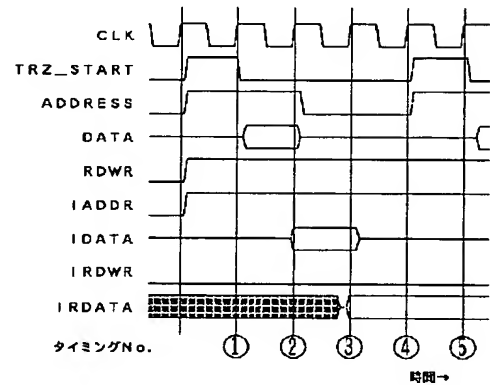 CLK
TRZ_START
ADDRESS
DATA
RDWR
IADDR
IDATA
IRDWR
IRDATA
タイミングNo. ① ② ③ ④ ⑤
時間→